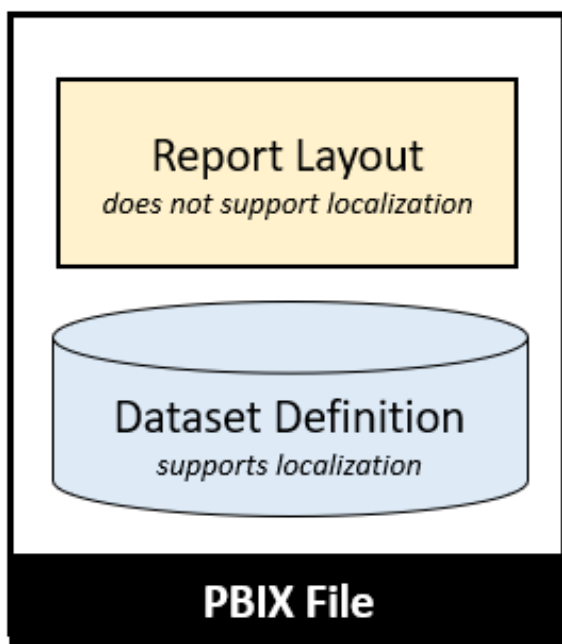 Report Layout
does not support localization
Dataset Definition
supports localization
PBIX File